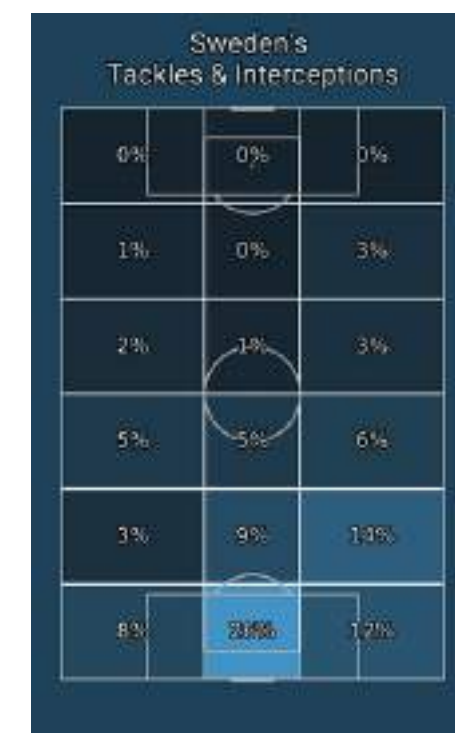 Sweden's
Tackles & Interceptions
0% 0% 0%
1% 0% 3%
2% 1% 3%
5% 5% 6%
3% 9% 14%
8% 12%